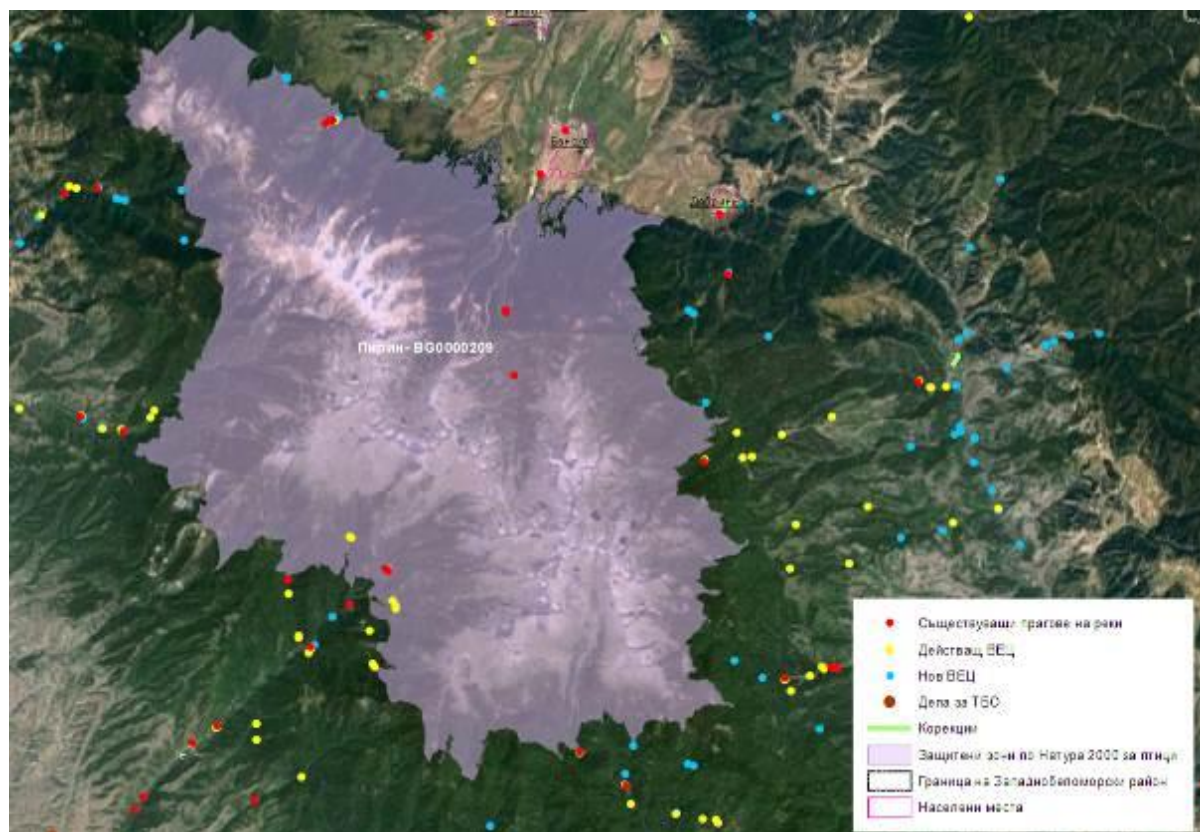 Банско
Пирин- BG0000209
Съществуващи прагове на реки
Действащ ВЕЦ
Нов ВЕЦ
Депа за ТБО
Корекции
Защитени зони по Натура 2000 за птици
Граница на Западнобеломорски район
Населени места